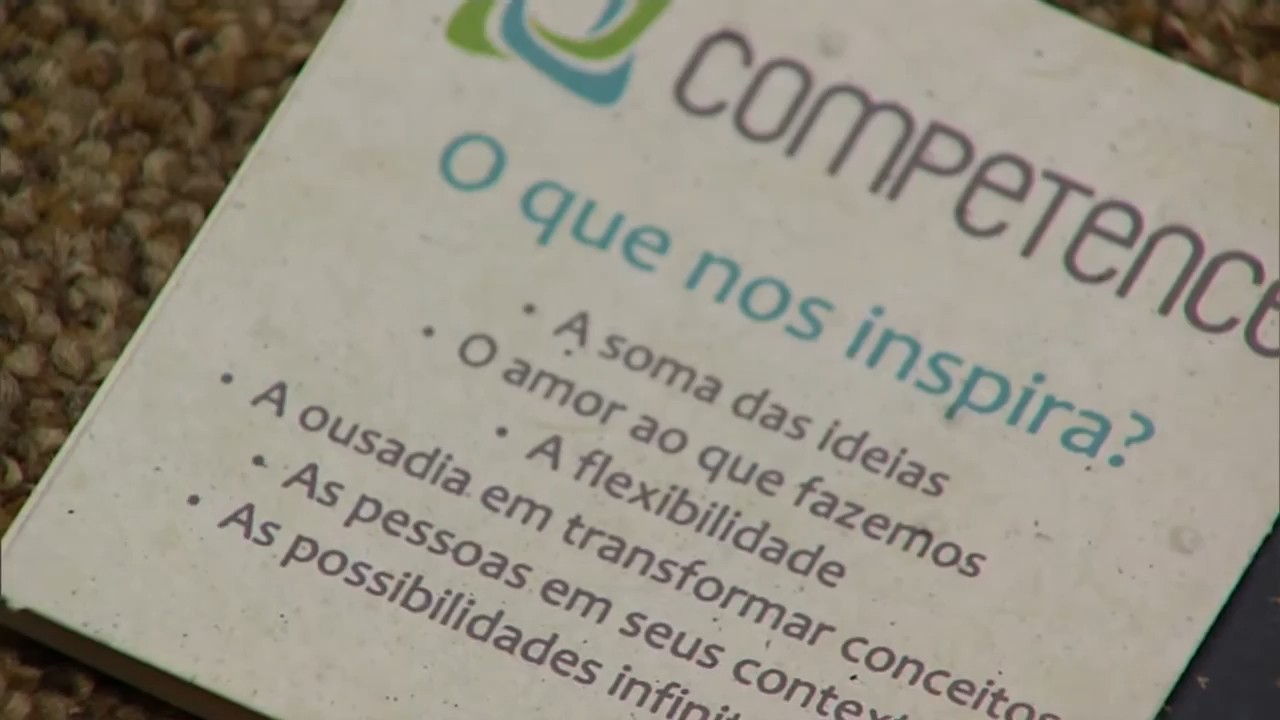 COMPETENCE
O que nos inspira?
• A soma das ideias
• O amor ao que fazemos
• A flexibilidade
• A ousadia em transformar conceitos
• As pessoas em seus
• As possibilidades